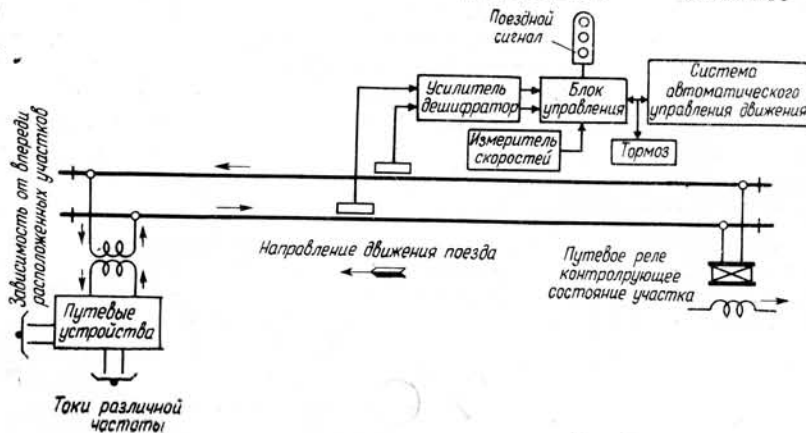 Поездной
сигнал
Усилитель
дешифратор
Блок
управления
Система
автоматического
управления движения
Измеритель
скоростей
Тормоз
Зависимость от впереди
расположенных участков
Направление движения поезда
Путевое реле
контролрующее
состояние участка
Путевые
устройства
Токи различной
частоты